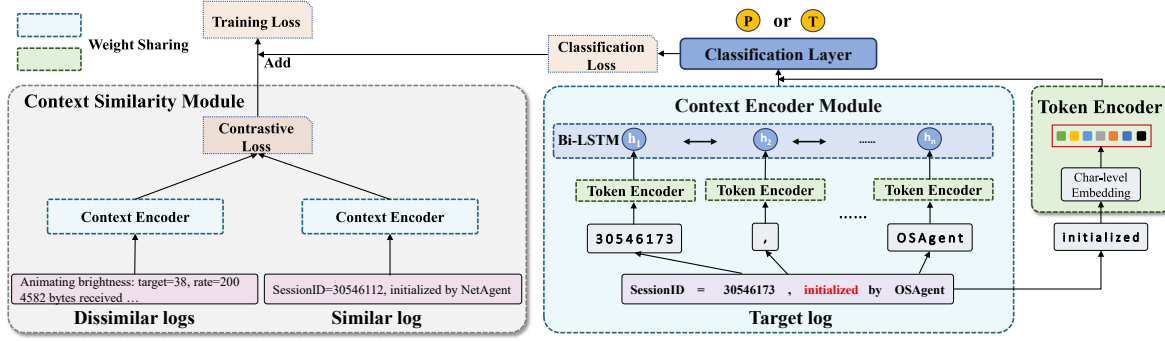 Weight Sharing
Training Loss
Add
Classification
Loss
P or T
Classification Layer
Context Similarity Module
Contrastive
Loss
Context Encoder
Context Encoder
Animating brightness: target=38, rate=200
4582 bytes received ...
SessionID=30546112, initialized by NetAgent
Dissimilar logs
Similar log
Context Encoder Module
Bi-LSTM
h1
h2
......
hn
Token Encoder
Token Encoder
Token Encoder
......
30546173
,
OSAgent
SessionID = 30546173 , initialized by OSAgent
Target log
Token Encoder
Char-level
Embedding
initialized